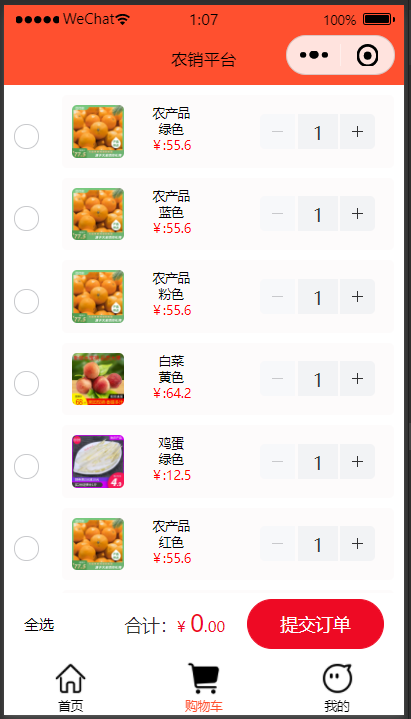 WeChat 1:07 100%
农销平台
农产品
绿色
￥:55.6
1
农产品
蓝色
￥:55.6
1
农产品
粉色
￥:55.6
1
白菜
黄色
￥:64.2
1
鸡蛋
绿色
￥:12.5
1
农产品
红色
￥:55.6
1
全选 合计: ￥0.00 提交订单
首页 购物车 我的